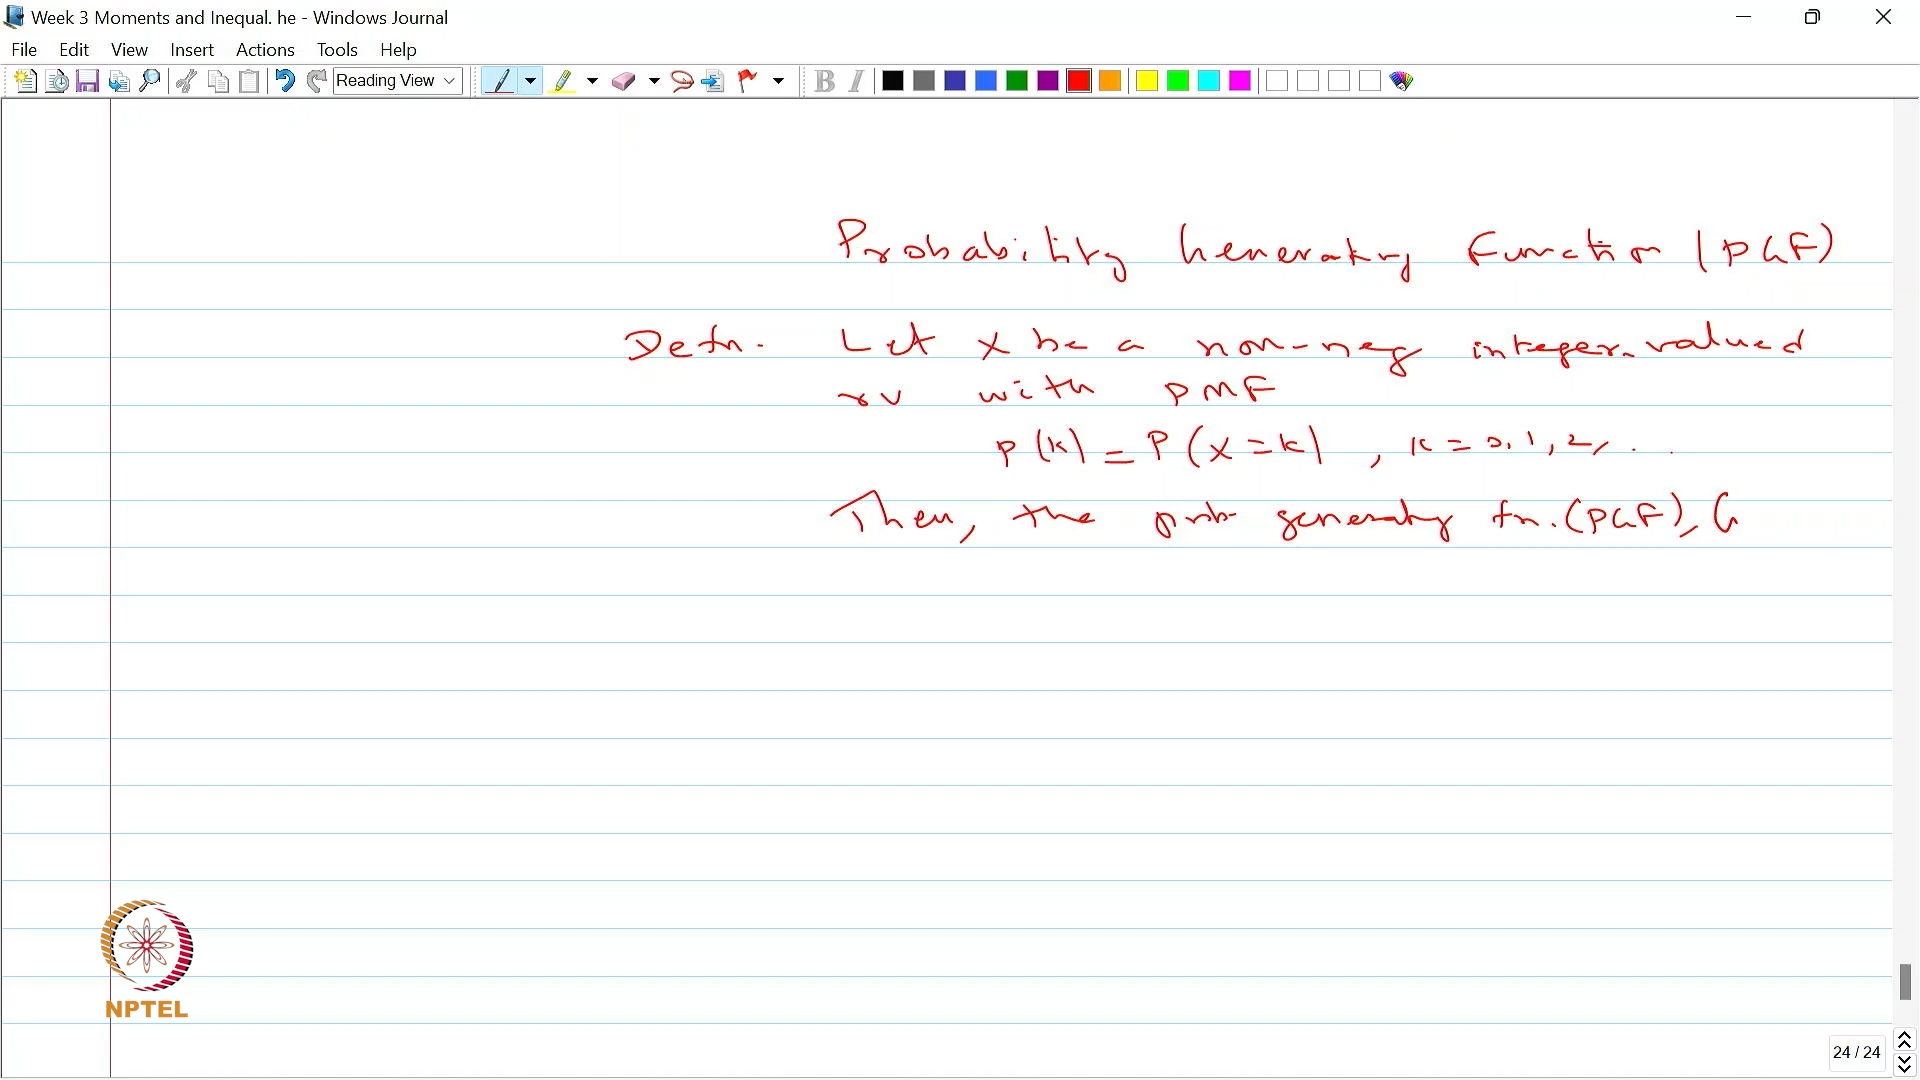 Week 3 Moments and Inequal. he - Windows Journal
File Edit View Insert Actions Tools Help
Reading View
Probability Generating Function (PGF)
Defn. Let X be a non-neg integer-valued
rv with PMF
p(k) = P(X=k), k = 0, 1, 2, ...
Then, the prob generating fn. (PGF), G
NPTEL
24 / 24